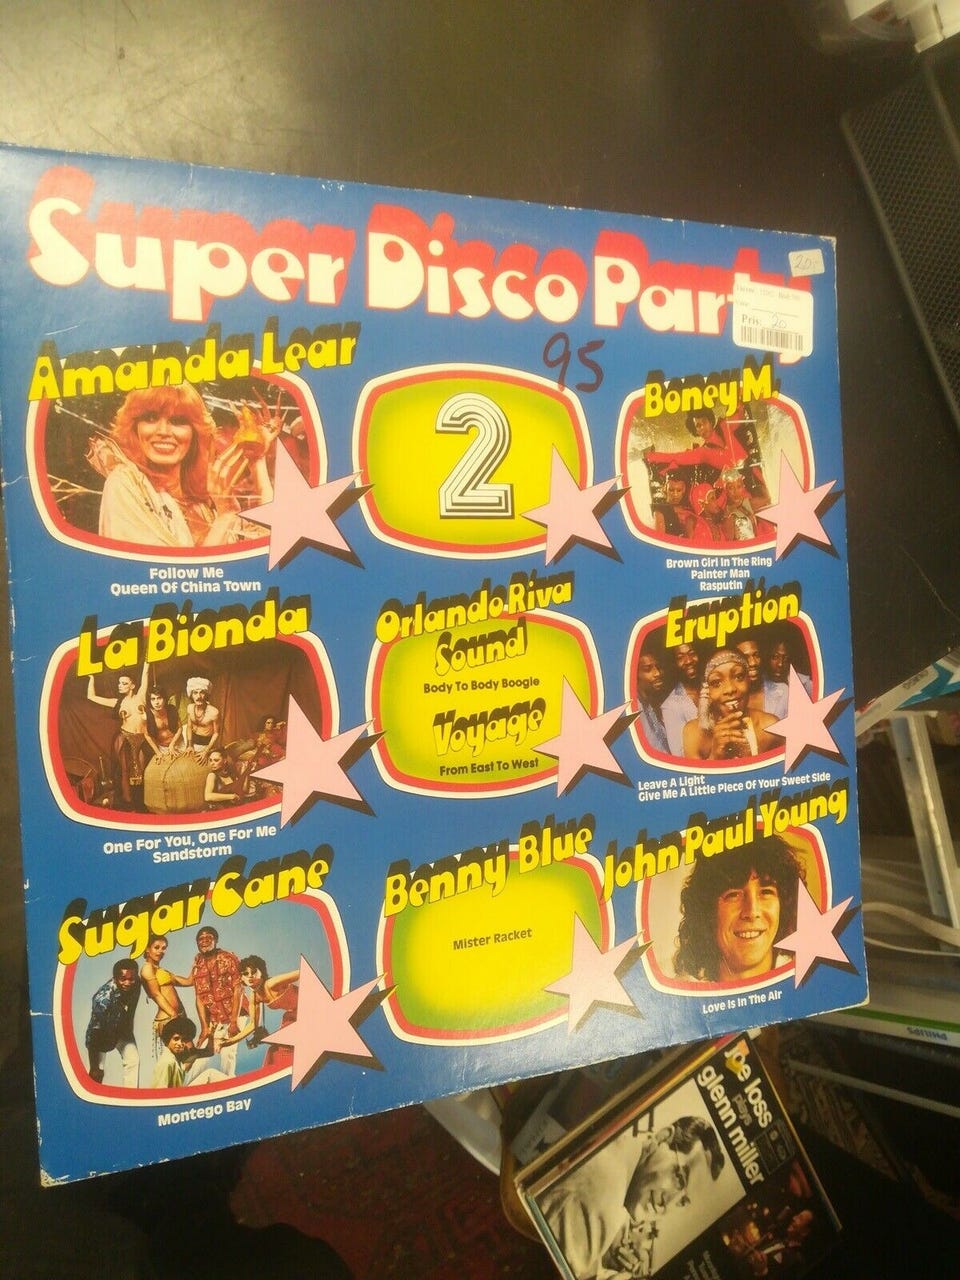 Super Disco Party
20,-
Pris: 20
95
Amanda Lear
2
Boney M.
Follow Me
Queen Of China Town
Brown Girl In The Ring
Painter Man
Rasputin
La Bionda
Orlando Riva
Sound
Body To Body Boogie
Voyage
From East To West
Eruption
One For You, One For Me
Sandstorm
Leave A Light
Give Me A Little Piece Of Your Sweet Side
Sugar Cane
Benny Blue
Mister Racket
John Paul Young
Montego Bay
Love Is In The Air
PHILIPS
joe loss
plays
glenn miller